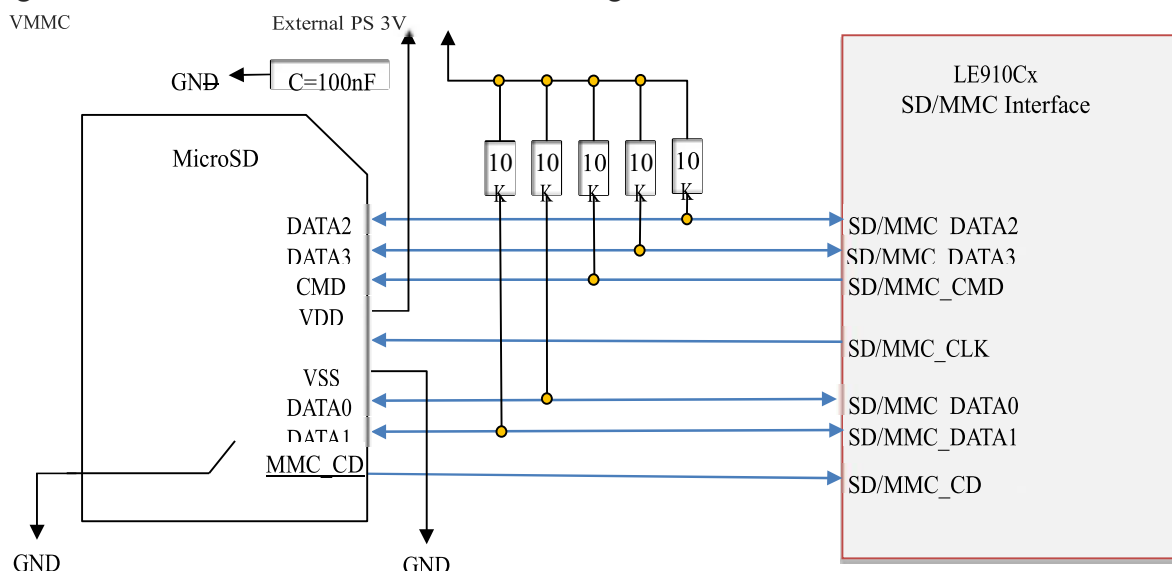 VMMC
External PS 3V
GND
C=100nF
LE910Cx
SD/MMC Interface
MicroSD
10
K
10
K
10
K
10
K
10
K
DATA2
DATA3
CMD
VDD
VSS
DATA0
DATA1
MMC_CD
SD/MMC_DATA2
SD/MMC_DATA3
SD/MMC_CMD
SD/MMC_CLK
SD/MMC_DATA0
SD/MMC_DATA1
SD/MMC_CD
GND
GND